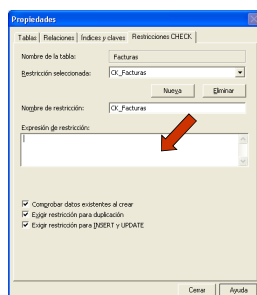 Propiedades
Tablas Relaciones Índices y claves Restricciones CHECK
Nombre de la tabla: Facturas
Restricción seleccionada: CK_Facturas
Nueva Eliminar
Nombre de restricción: CK_Facturas
Expresión de restricción:
Comprobar datos existentes al crear
Exigir restricción para duplicación
Exigir restricción para INSERT y UPDATE
Cerrar Ayuda